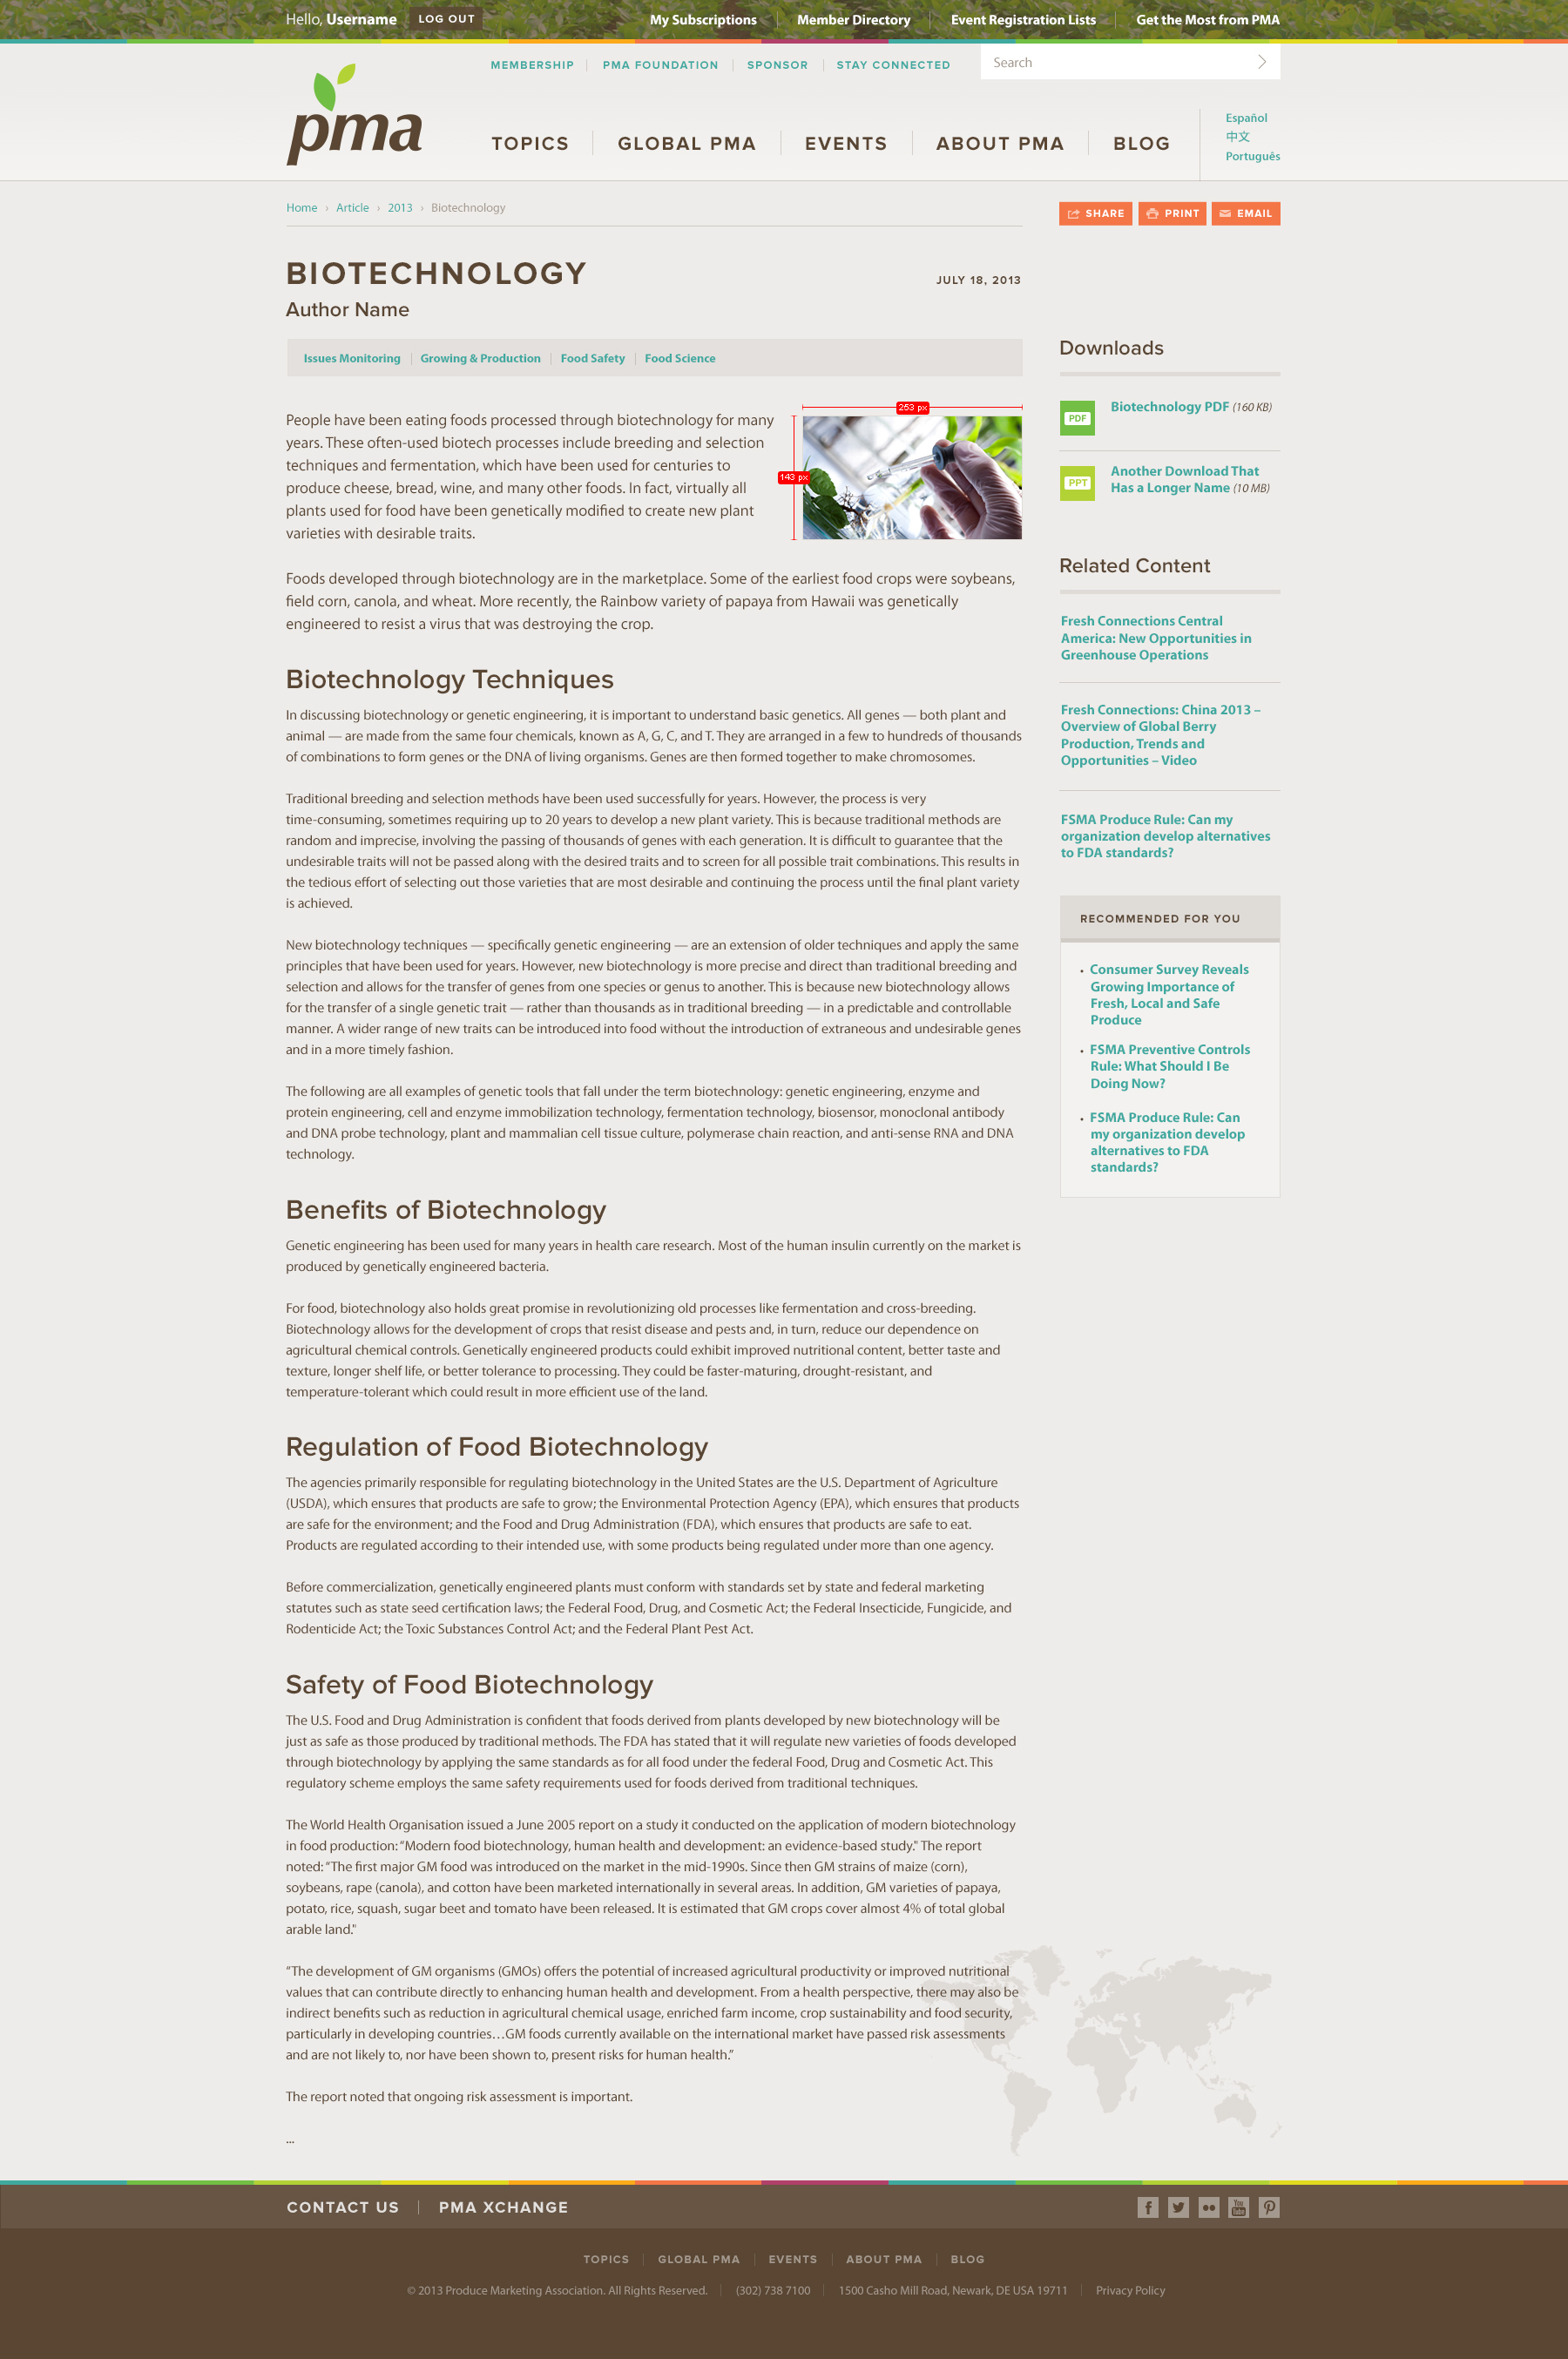 Hello, Username
LOG OUT
My Subscriptions
Member Directory
Event Registration Lists
Get the Most from PMA
MEMBERSHIP
PMA FOUNDATION
SPONSOR
STAY CONNECTED
Search
pma
TOPICS
GLOBAL PMA
EVENTS
ABOUT PMA
BLOG
Español
中文
Português
Home › Article › 2013 › Biotechnology
SHARE
PRINT
EMAIL
BIOTECHNOLOGY
JULY 18, 2013
Author Name
Issues Monitoring
Growing & Production
Food Safety
Food Science
People have been eating foods processed through biotechnology for many
years. These often-used biotech processes include breeding and selection
techniques and fermentation, which have been used for centuries to
produce cheese, bread, wine, and many other foods. In fact, virtually all
plants used for food have been genetically modified to create new plant
varieties with desirable traits.
253 px
143 px
Foods developed through biotechnology are in the marketplace. Some of the earliest food crops were soybeans,
field corn, canola, and wheat. More recently, the Rainbow variety of papaya from Hawaii was genetically
engineered to resist a virus that was destroying the crop.
Biotechnology Techniques
In discussing biotechnology or genetic engineering, it is important to understand basic genetics. All genes — both plant and
animal — are made from the same four chemicals, known as A, G, C, and T. They are arranged in a few to hundreds of thousands
of combinations to form genes or the DNA of living organisms. Genes are then formed together to make chromosomes.
Traditional breeding and selection methods have been used successfully for years. However, the process is very
time-consuming, sometimes requiring up to 20 years to develop a new plant variety. This is because traditional methods are
random and imprecise, involving the passing of thousands of genes with each generation. It is difficult to guarantee that the
undesirable traits will not be passed along with the desired traits and to screen for all possible trait combinations. This results in
the tedious effort of selecting out those varieties that are most desirable and continuing the process until the final plant variety
is achieved.
New biotechnology techniques — specifically genetic engineering — are an extension of older techniques and apply the same
principles that have been used for years. However, new biotechnology is more precise and direct than traditional breeding and
selection and allows for the transfer of genes from one species or genus to another. This is because new biotechnology allows
for the transfer of a single genetic trait — rather than thousands as in traditional breeding — in a predictable and controllable
manner. A wider range of new traits can be introduced into food without the introduction of extraneous and undesirable genes
and in a more timely fashion.
The following are all examples of genetic tools that fall under the term biotechnology: genetic engineering, enzyme and
protein engineering, cell and enzyme immobilization technology, fermentation technology, biosensor, monoclonal antibody
and DNA probe technology, plant and mammalian cell tissue culture, polymerase chain reaction, and anti-sense RNA and DNA
technology.
Benefits of Biotechnology
Genetic engineering has been used for many years in health care research. Most of the human insulin currently on the market is
produced by genetically engineered bacteria.
For food, biotechnology also holds great promise in revolutionizing old processes like fermentation and cross-breeding.
Biotechnology allows for the development of crops that resist disease and pests and, in turn, reduce our dependence on
agricultural chemical controls. Genetically engineered products could exhibit improved nutritional content, better taste and
texture, longer shelf life, or better tolerance to processing. They could be faster-maturing, drought-resistant, and
temperature-tolerant which could result in more efficient use of the land.
Regulation of Food Biotechnology
The agencies primarily responsible for regulating biotechnology in the United States are the U.S. Department of Agriculture
(USDA), which ensures that products are safe to grow; the Environmental Protection Agency (EPA), which ensures that products
are safe for the environment; and the Food and Drug Administration (FDA), which ensures that products are safe to eat.
Products are regulated according to their intended use, with some products being regulated under more than one agency.
Before commercialization, genetically engineered plants must conform with standards set by state and federal marketing
statutes such as state seed certification laws; the Federal Food, Drug, and Cosmetic Act; the Federal Insecticide, Fungicide, and
Rodenticide Act; the Toxic Substances Control Act; and the Federal Plant Pest Act.
Safety of Food Biotechnology
The U.S. Food and Drug Administration is confident that foods derived from plants developed by new biotechnology will be
just as safe as those produced by traditional methods. The FDA has stated that it will regulate new varieties of foods developed
through biotechnology by applying the same standards as for all food under the federal Food, Drug and Cosmetic Act. This
regulatory scheme employs the same safety requirements used for foods derived from traditional techniques.
The World Health Organisation issued a June 2005 report on a study it conducted on the application of modern biotechnology
in food production: "Modern food biotechnology, human health and development: an evidence-based study." The report
noted: "The first major GM food was introduced on the market in the mid-1990s. Since then GM strains of maize (corn),
soybeans, rape (canola), and cotton have been marketed internationally in several areas. In addition, GM varieties of papaya,
potato, rice, squash, sugar beet and tomato have been released. It is estimated that GM crops cover almost 4% of total global
arable land."
"The development of GM organisms (GMOs) offers the potential of increased agricultural productivity or improved nutritional
values that can contribute directly to enhancing human health and development. From a health perspective, there may also be
indirect benefits such as reduction in agricultural chemical usage, enriched farm income, crop sustainability and food security,
particularly in developing countries…GM foods currently available on the international market have passed risk assessments
and are not likely to, nor have been shown to, present risks for human health."
The report noted that ongoing risk assessment is important.
...
Downloads
PDF
Biotechnology PDF (160 KB)
PPT
Another Download That
Has a Longer Name (10 MB)
Related Content
Fresh Connections Central
America: New Opportunities in
Greenhouse Operations
Fresh Connections: China 2013 –
Overview of Global Berry
Production, Trends and
Opportunities – Video
FSMA Produce Rule: Can my
organization develop alternatives
to FDA standards?
RECOMMENDED FOR YOU
• Consumer Survey Reveals
Growing Importance of
Fresh, Local and Safe
Produce
• FSMA Preventive Controls
Rule: What Should I Be
Doing Now?
• FSMA Produce Rule: Can
my organization develop
alternatives to FDA
standards?
CONTACT US
PMA XCHANGE
You
Tube
TOPICS
GLOBAL PMA
EVENTS
ABOUT PMA
BLOG
© 2013 Produce Marketing Association. All Rights Reserved.
(302) 738 7100
1500 Casho Mill Road, Newark, DE USA 19711
Privacy Policy